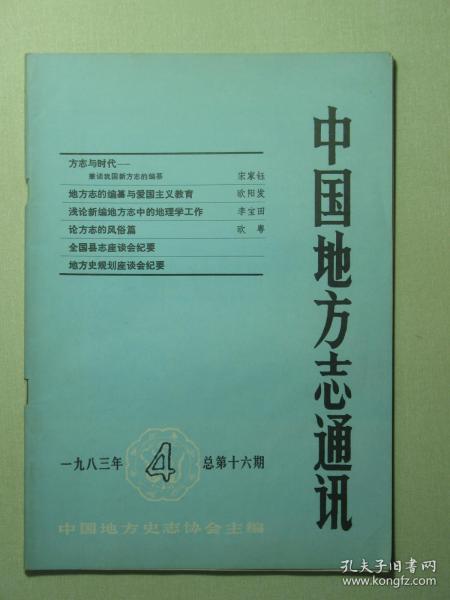 中国地方志通讯
方志与时代——
兼谈我国新方志的编纂 宋家钰
地方志的编纂与爱国主义教育 欧阳发
浅论新编地方志中的地理学工作 李宝田
论方志的风俗篇 欧粤
全国县志座谈会纪要
地方史规划座谈会纪要
一九八三年 4 总第十六期
中国地方史志协会主编
孔夫子旧书网
www.kongfz.com